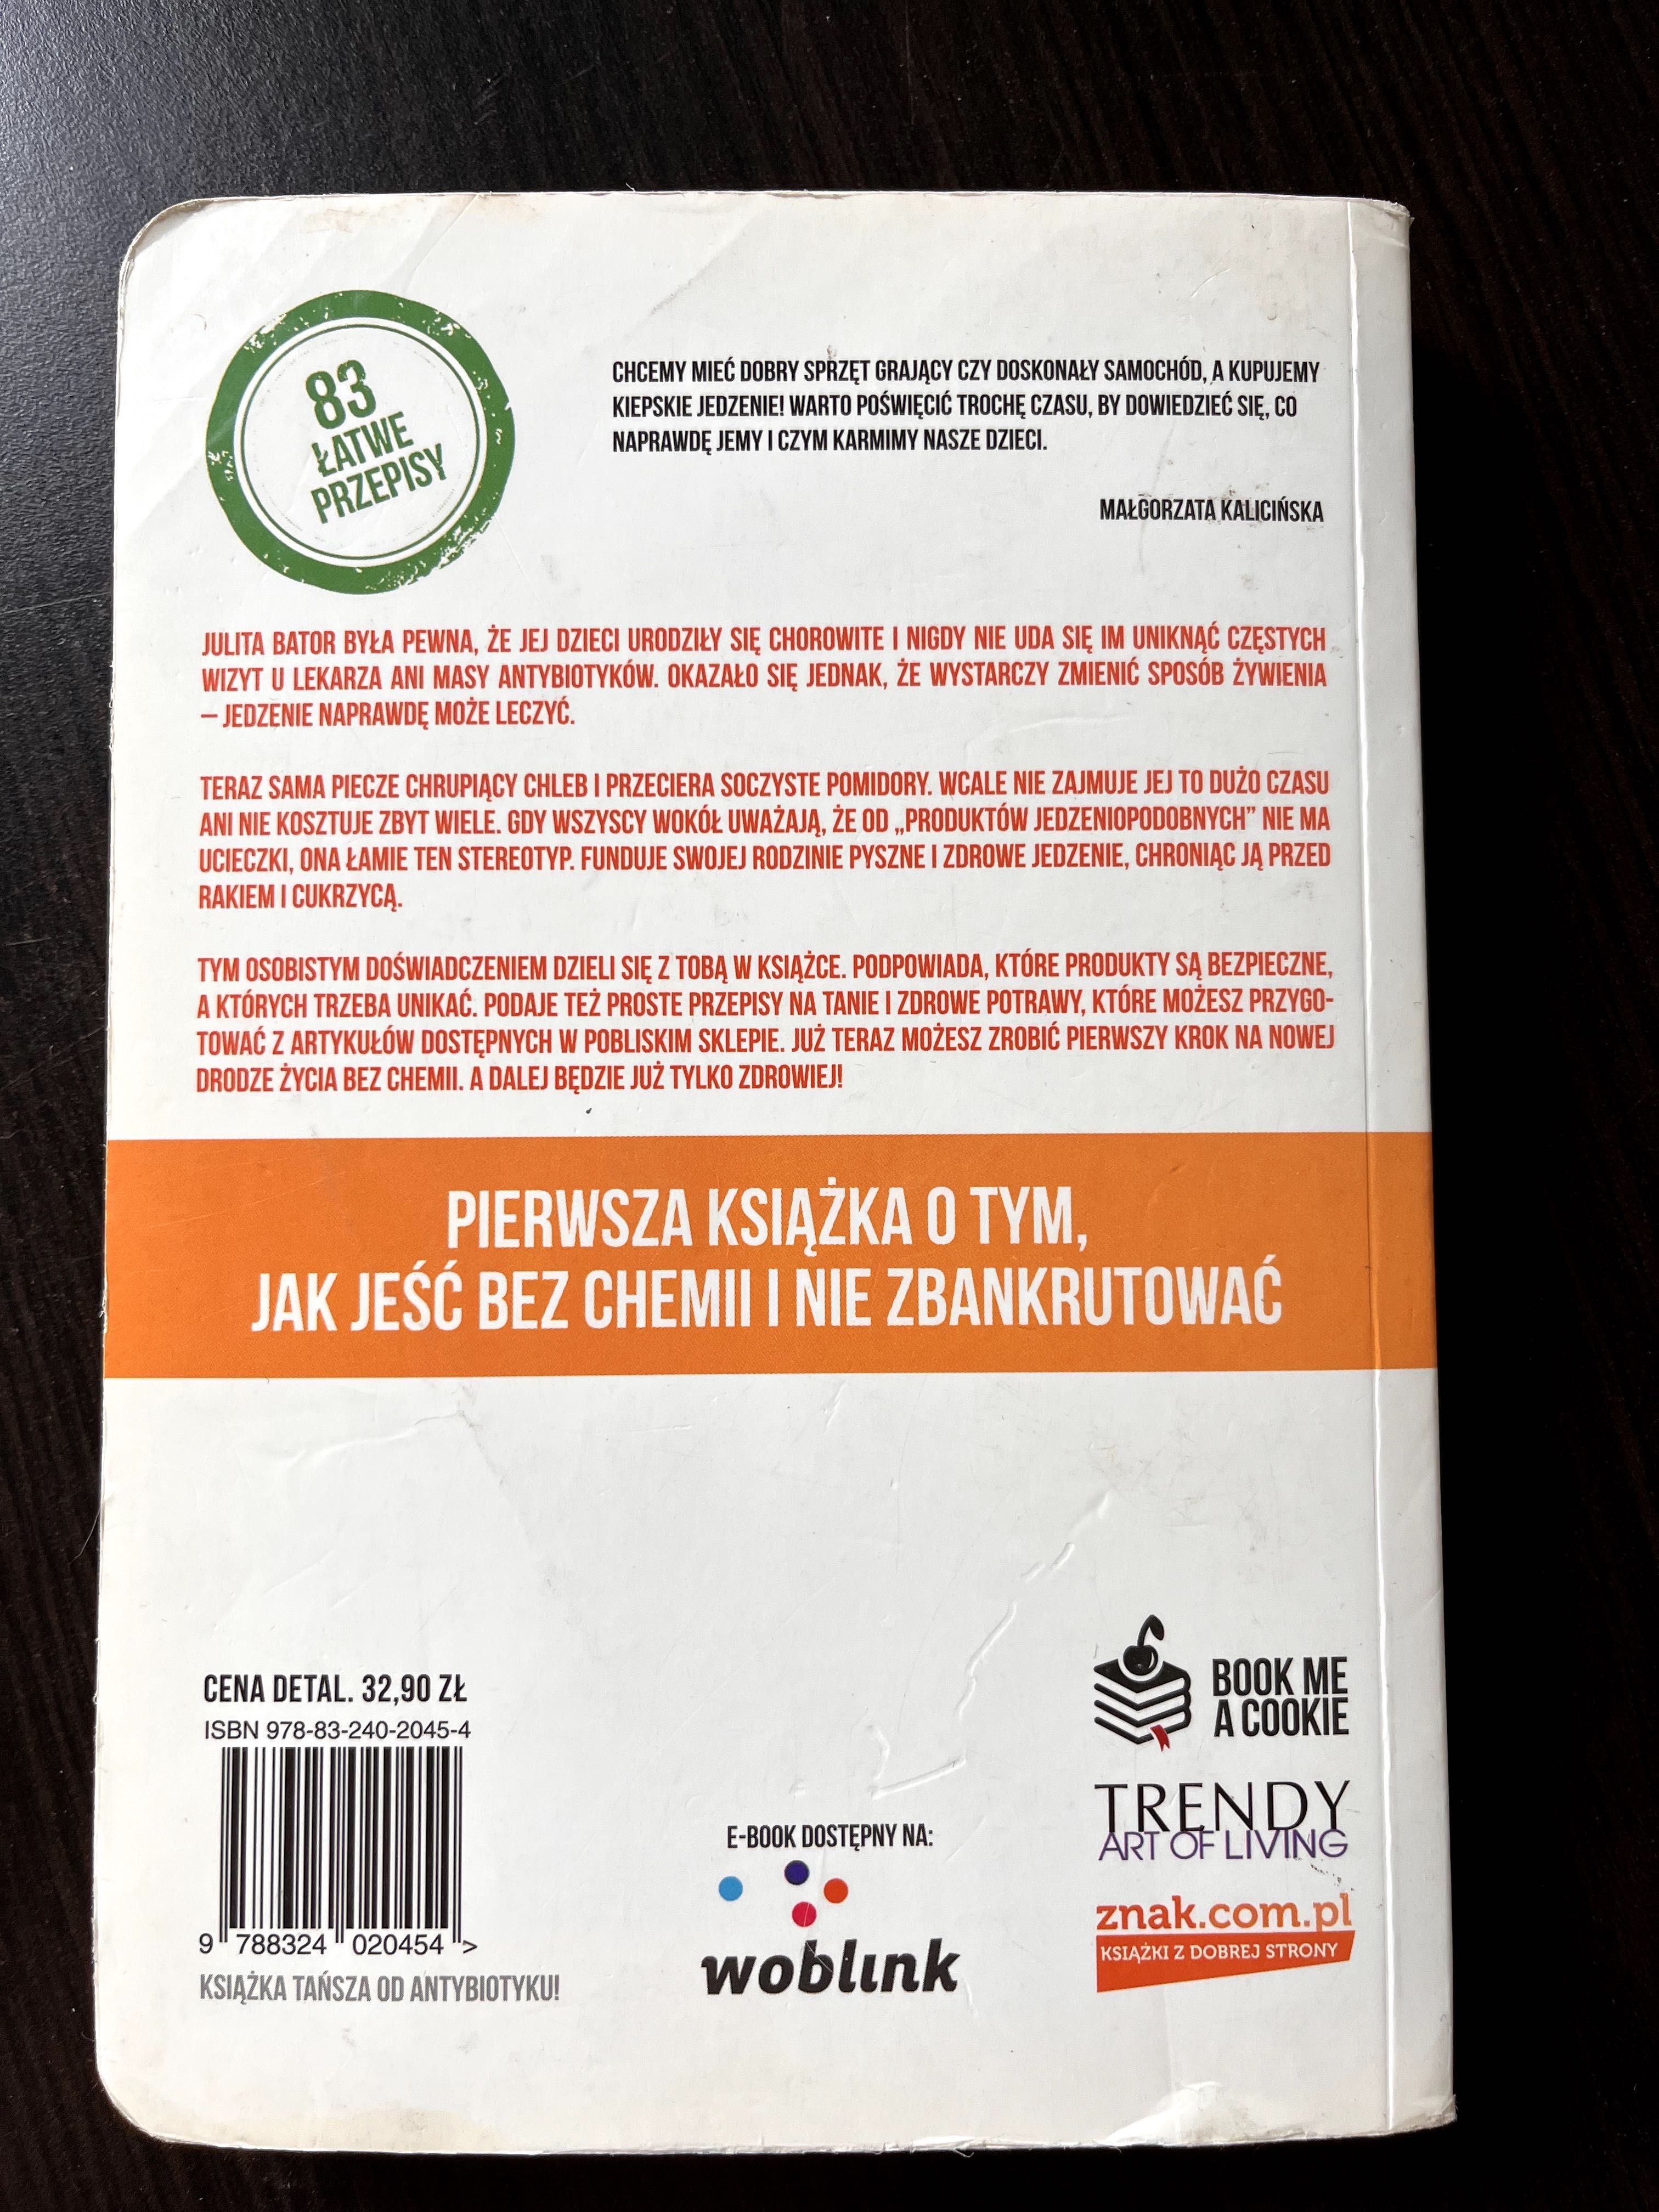 83
ŁATWE
PRZEPISY
CHCEMY MIEĆ DOBRY SPRZĘT GRAJĄCY CZY DOSKONAŁY SAMOCHÓD, A KUPUJEMY
KIEPSKIE JEDZENIE! WARTO POŚWIĘCIĆ TROCHĘ CZASU, BY DOWIEDZIEĆ SIĘ, CO
NAPRAWDĘ JEMY I CZYM KARMIMY NASZE DZIECI.
MAŁGORZATA KALICIŃSKA
JULITA BATOR BYŁA PEWNA, ŻE JEJ DZIECI URODZIŁY SIĘ CHOROWITE I NIGDY NIE UDA SIĘ IM UNIKNĄĆ CZĘSTYCH
WIZYT U LEKARZA ANI MASY ANTYBIOTYKÓW. OKAZAŁO SIĘ JEDNAK, ŻE WYSTARCZY ZMIENIĆ SPOSÓB ŻYWIENIA
– JEDZENIE NAPRAWDĘ MOŻE LECZYĆ.
TERAZ SAMA PIECZE CHRUPIĄCY CHLEB I PRZECIERA SOCZYSTE POMIDORY. WCALE NIE ZAJMUJE JEJ TO DUŻO CZASU
ANI NIE KOSZTUJE ZBYT WIELE. GDY WSZYSCY WOKÓŁ UWAŻAJĄ, ŻE OD „PRODUKTÓW JEDZENIOPODOBNYCH” NIE MA
UCIECZKI, ONA ŁAMIE TEN STEREOTYP. FUNDUJE SWOJEJ RODZINIE PYSZNE I ZDROWE JEDZENIE, CHRONIĄC JĄ PRZED
RAKIEM I CUKRZYCĄ.
TYM OSOBISTYM DOŚWIADCZENIEM DZIELI SIĘ Z TOBĄ W KSIĄŻCE. PODPOWIADA, KTÓRE PRODUKTY SĄ BEZPIECZNE,
A KTÓRYCH TRZEBA UNIKAĆ. PODAJE TEŻ PROSTE PRZEPISY NA TANIE I ZDROWE POTRAWY, KTÓRE MOŻESZ PRZYGO-
TOWAĆ Z ARTYKUŁÓW DOSTĘPNYCH W POBLISKIM SKLEPIE. JUŻ TERAZ MOŻESZ ZROBIĆ PIERWSZY KROK NA NOWEJ
DRODZE ŻYCIA BEZ CHEMII. A DALEJ BĘDZIE JUŻ TYLKO ZDROWIEJ!
PIERWSZA KSIĄŻKA O TYM,
JAK JEŚĆ BEZ CHEMII I NIE ZBANKRUTOWAĆ
CENA DETAL. 32,90 ZŁ
ISBN 978-83-240-2045-4
9 788324 020454 >
KSIĄŻKA TAŃSZA OD ANTYBIOTYKU!
E-BOOK DOSTĘPNY NA:
woblink
BOOK ME
A COOKIE
TRENDY
ART OF LIVING
znak.com.pl
KSIĄŻKI Z DOBREJ STRONY